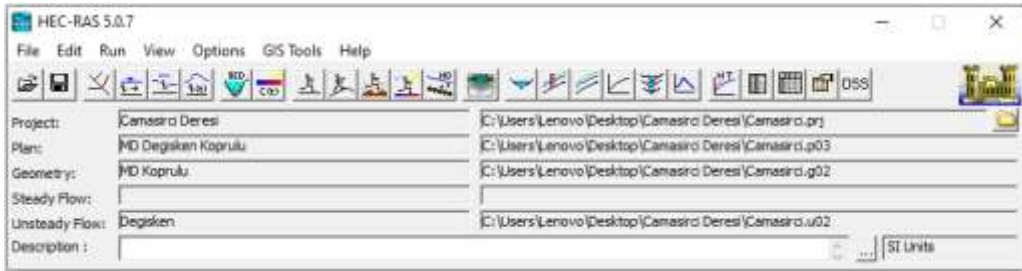 HEC-RAS 5.0.7
File Edit Run View Options GIS Tools Help
DSS
Project: Camasirci Deresi C:\Users\Lenovo\Desktop\Camasirci Deresi\Camasirci.prj
Plan: MD Degisken Koprulu C:\Users\Lenovo\Desktop\Camasirci Deresi\Camasirci.p03
Geometry: MD Koprulu C:\Users\Lenovo\Desktop\Camasirci Deresi\Camasirci.g02
Steady Flow:
Unsteady Flow: Degisken C:\Users\Lenovo\Desktop\Camasirci Deresi\Camasirci.u02
Description : ... SI Units